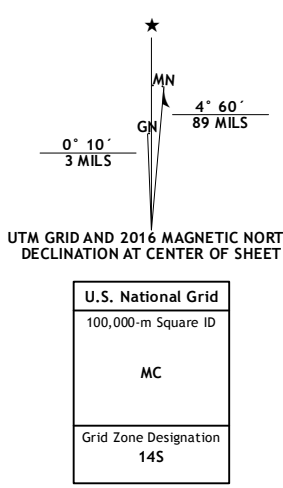 ★
MN
4° 60´
89 MILS
GN
0° 10´
3 MILS
UTM GRID AND 2016 MAGNETIC NORT
DECLINATION AT CENTER OF SHEET
U.S. National Grid
100,000-m Square ID
MC
Grid Zone Designation
14S